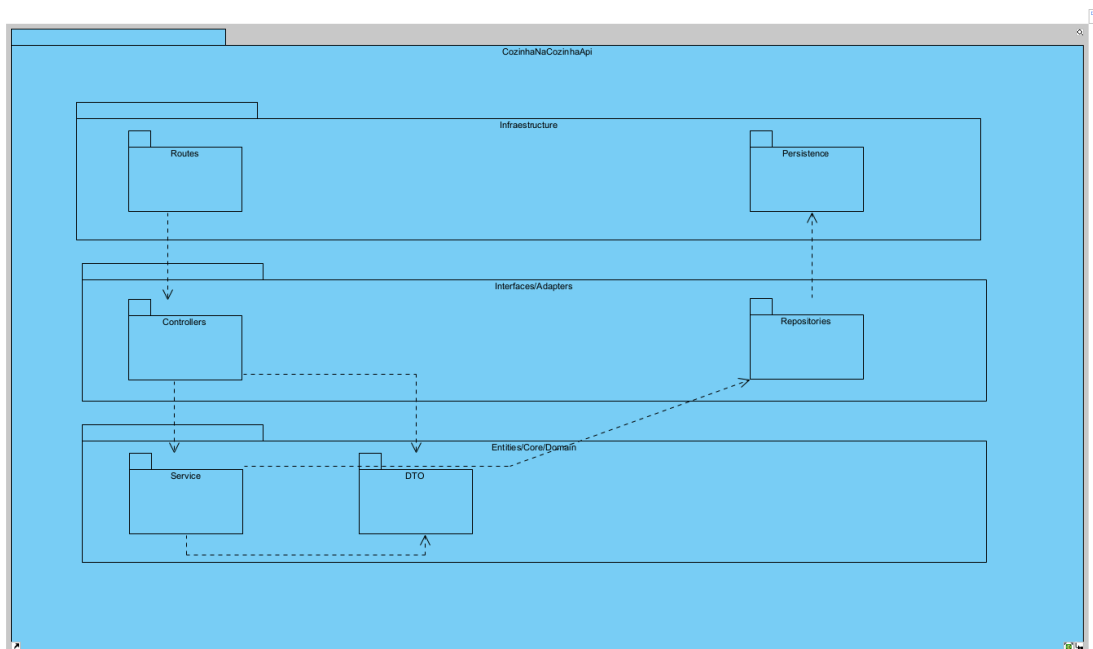 CozinhaNaCozinhaApi
Infraestructure
Routes
Persistence
Interfaces/Adapters
Controllers
Repositories
Entities/Core/Domain
Service
DTO